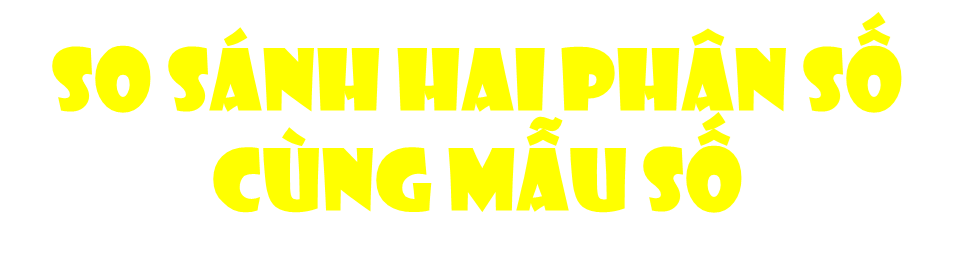 SO SÁNH HAI PHÂN SỐ
CÙNG MẪU SỐ